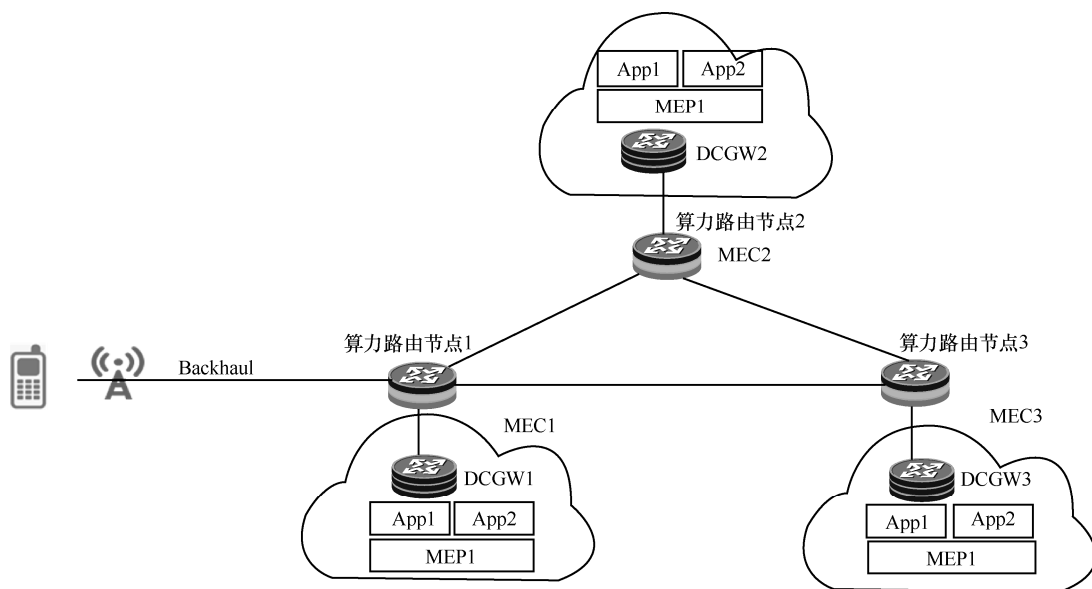 App1
App2
MEP1
DCGW2
算力路由节点2
MEC2
算力路由节点1
算力路由节点3
Backhaul
MEC1
MEC3
DCGW1
DCGW3
App1
App2
App1
App2
MEP1
MEP1